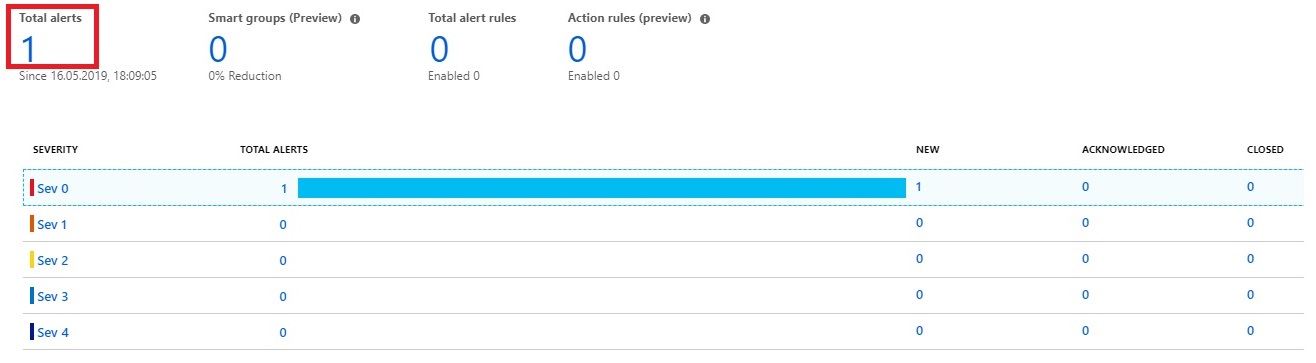 Total alerts Smart groups (Preview) Total alert rules Action rules (preview)
1 0 0 0
Since 16.05.2019, 18:09:05 0% Reduction Enabled 0 Enabled 0
SEVERITY TOTAL ALERTS NEW ACKNOWLEDGED CLOSED
Sev 0 1 1 0 0
Sev 1 0 0 0 0
Sev 2 0 0 0 0
Sev 3 0 0 0 0
Sev 4 0 0 0 0